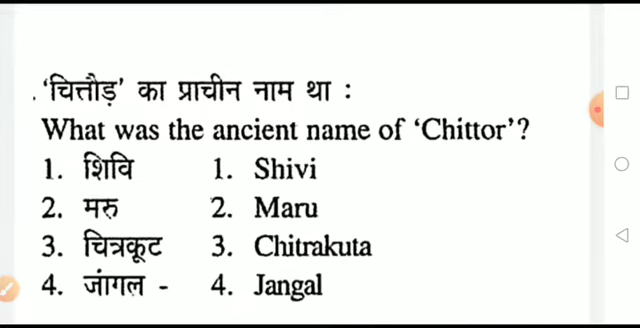 . ‘चित्तौड़’ का प्राचीन नाम था :
What was the ancient name of ‘Chittor’?
1. शिवि 1. Shivi
2. मरु 2. Maru
3. चित्रकूट 3. Chitrakuta
4. जांगल - 4. Jangal